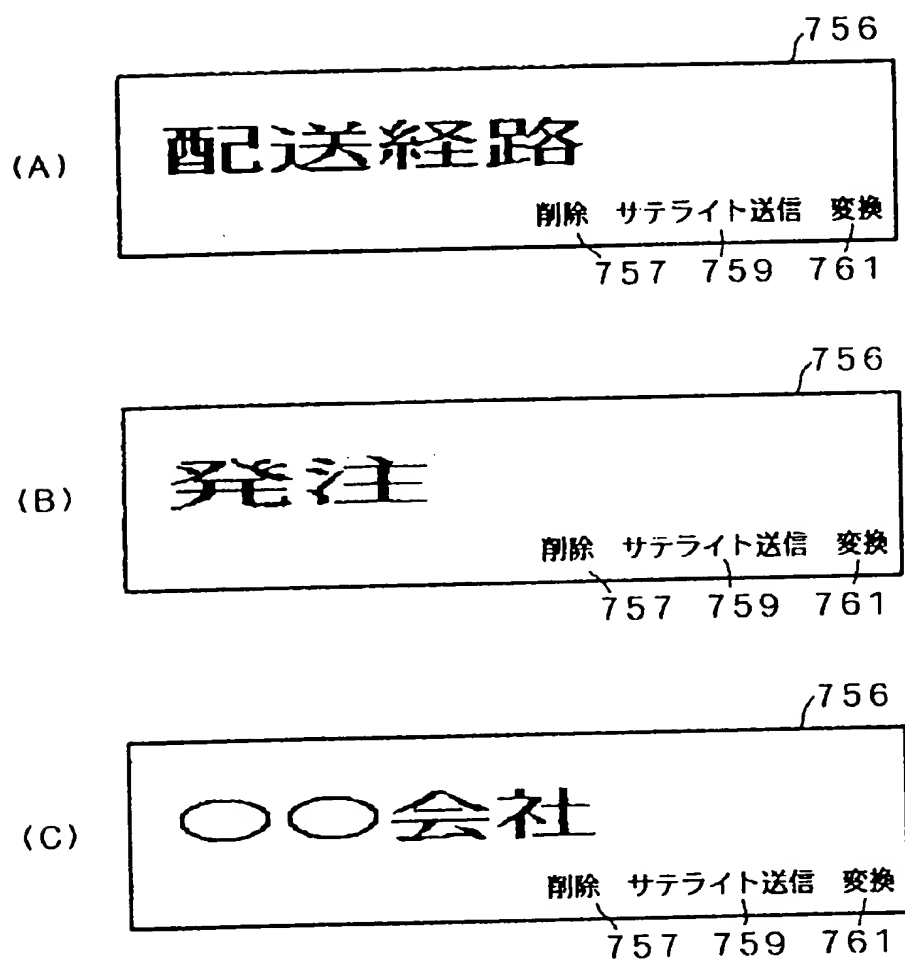 756
(A)
配送経路
削除 サテライト送信 変換
757 759 761
756
(B)
発注
削除 サテライト送信 変換
757 759 761
756
(C)
○○会社
削除 サテライト送信 変換
757 759 761